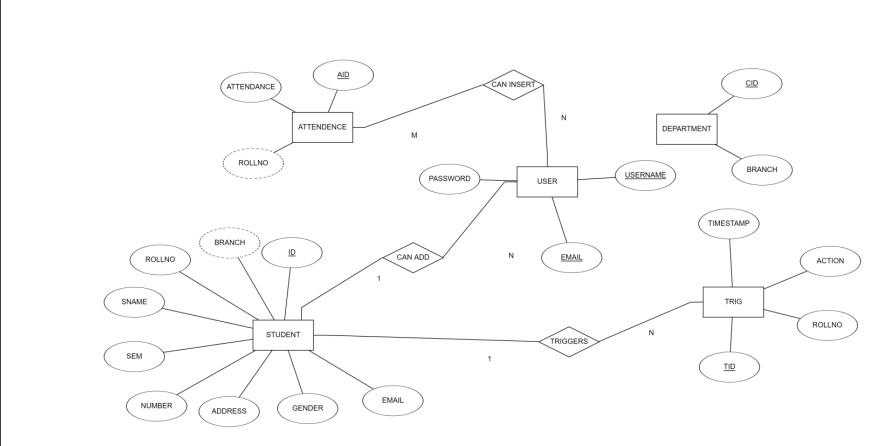 AID
CAN INSERT
CID
ATTENDANCE
N
ATTENDENCE
DEPARTMENT
M
ROLLNO
BRANCH
PASSWORD
USER
USERNAME
TIMESTAMP
BRANCH
ID
ROLLNO
CAN ADD
N
EMAIL
ACTION
1
SNAME
TRIG
ROLLNO
STUDENT
TRIGGERS
N
SEM
1
TID
NUMBER
ADDRESS
GENDER
EMAIL